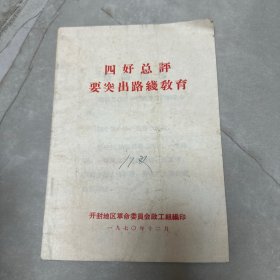 四好总評
要突出路綫教育
开封地区革命委員会政工組編印
一九七〇年十二月